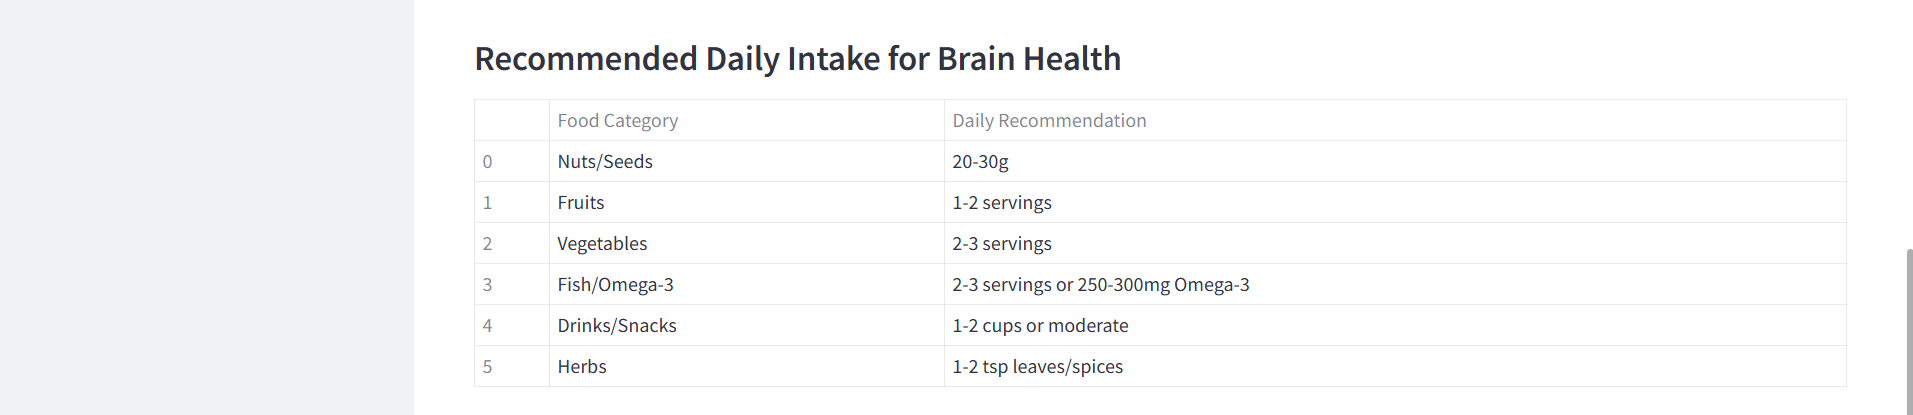 Recommended Daily Intake for Brain Health
Food Category Daily Recommendation
0 Nuts/Seeds 20-30g
1 Fruits 1-2 servings
2 Vegetables 2-3 servings
3 Fish/Omega-3 2-3 servings or 250-300mg Omega-3
4 Drinks/Snacks 1-2 cups or moderate
5 Herbs 1-2 tsp leaves/spices